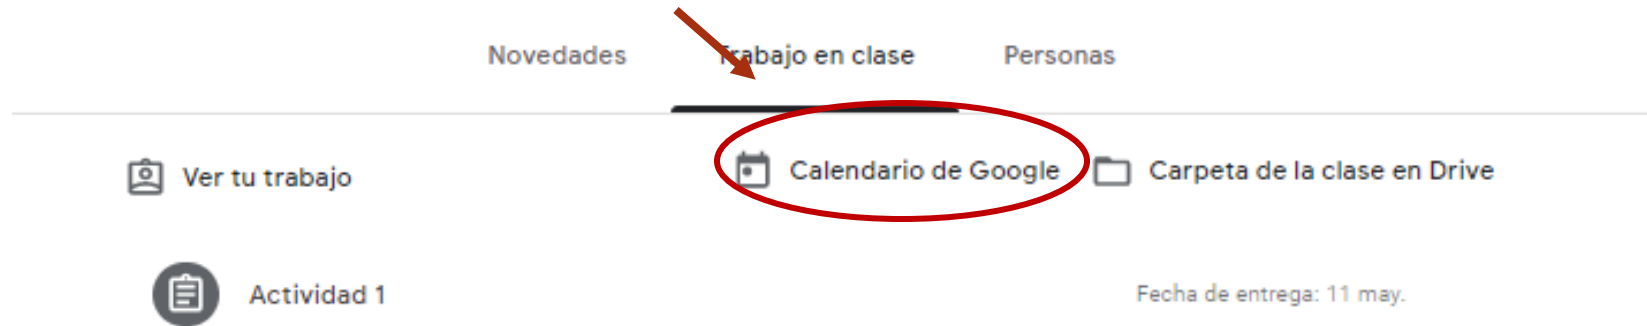 Novedades
Trabajo en clase
Personas
Ver tu trabajo
Calendario de Google
Carpeta de la clase en Drive
Actividad 1
Fecha de entrega: 11 may.